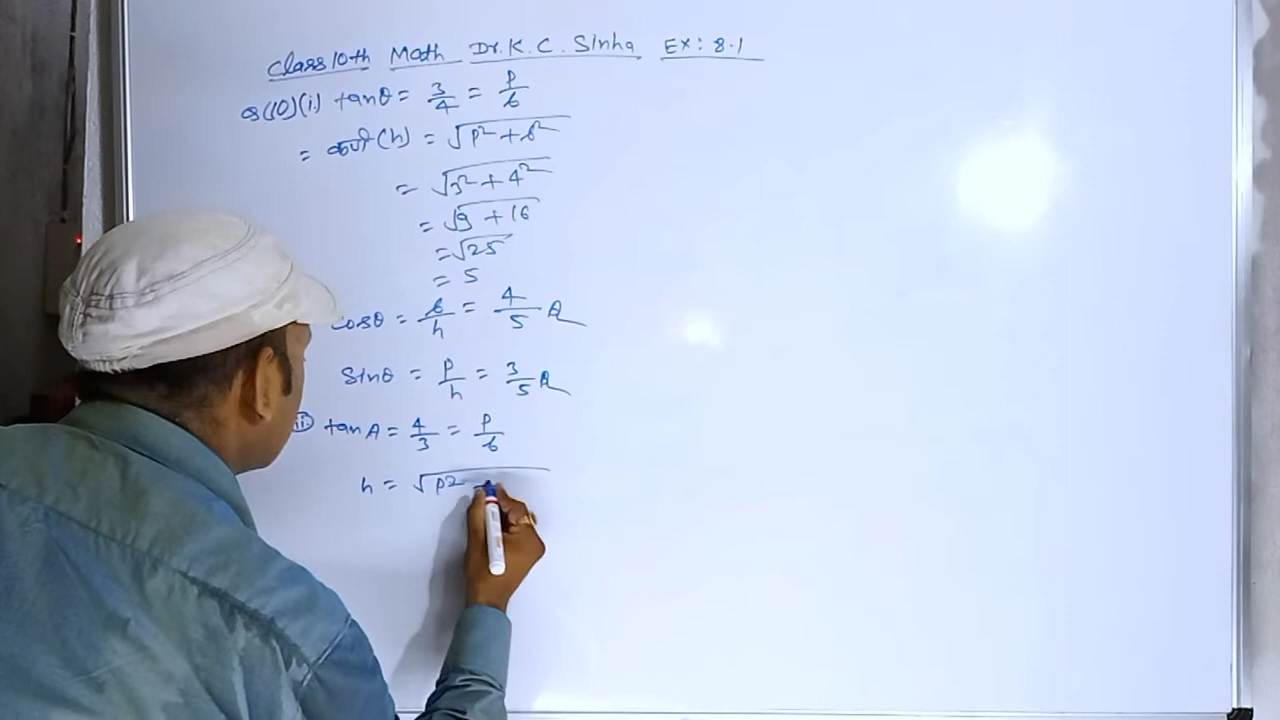 Class 10th Math Dr. K. C. Sinha Ex: 8.1
Q(10)(i) tanθ = 3/4 = p/b
= कर्ण (h) = √p² + b²
= √3² + 4²
= √9 + 16
= √25
= 5
cosθ = b/h = 4/5
Sinθ = p/h = 3/5
(ii) tan A = 4/3 = p/b
h = √p² +